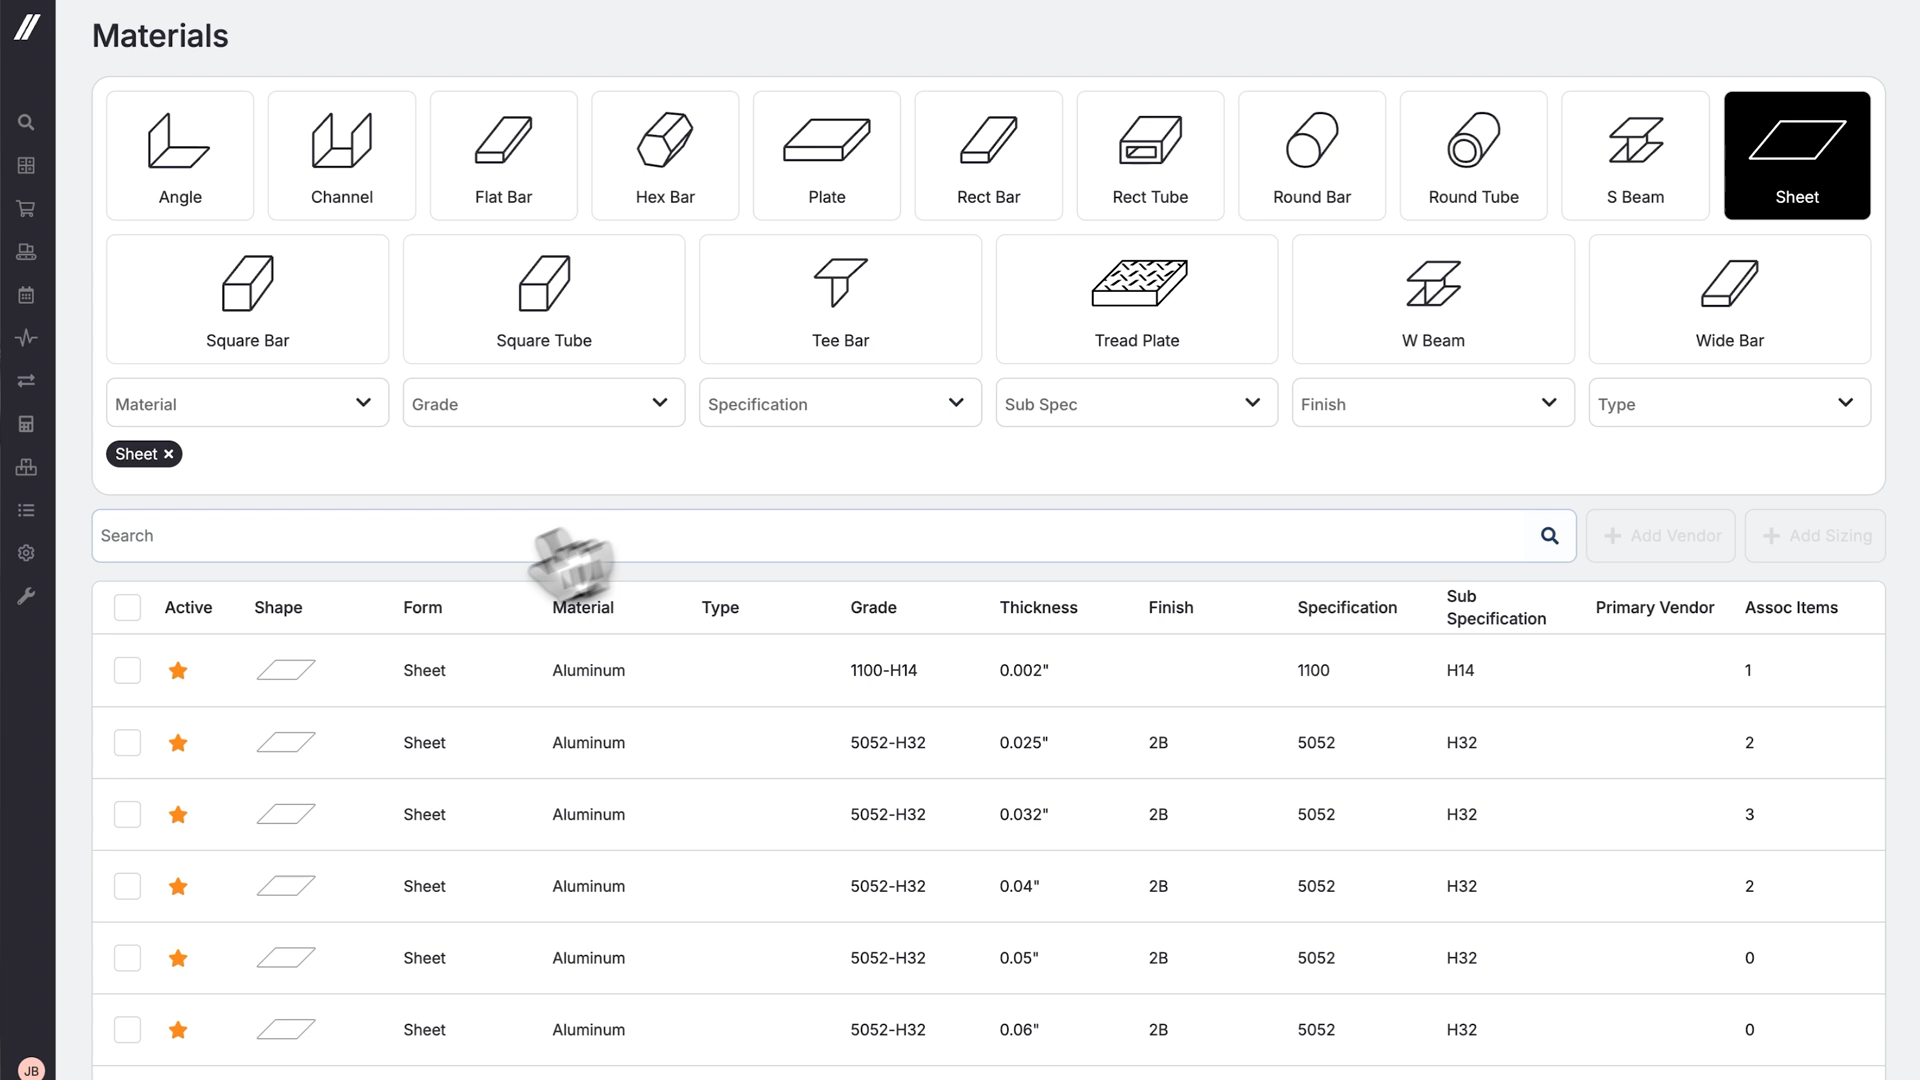 Materials
Angle
Channel
Flat Bar
Hex Bar
Plate
Rect Bar
Rect Tube
Round Bar
Round Tube
S Beam
Sheet
Square Bar
Square Tube
Tee Bar
Tread Plate
W Beam
Wide Bar
Material
Grade
Specification
Sub Spec
Finish
Type
Sheet ×
Search
+ Add Vendor
+ Add Sizing
Active Shape Form Material Type Grade Thickness Finish Specification Sub Specification Primary Vendor Assoc Items
Sheet Aluminum 1100-H14 0.002" 1100 H14 1
Sheet Aluminum 5052-H32 0.025" 2B 5052 H32 2
Sheet Aluminum 5052-H32 0.032" 2B 5052 H32 3
Sheet Aluminum 5052-H32 0.04" 2B 5052 H32 2
Sheet Aluminum 5052-H32 0.05" 2B 5052 H32 0
Sheet Aluminum 5052-H32 0.06" 2B 5052 H32 0
JB